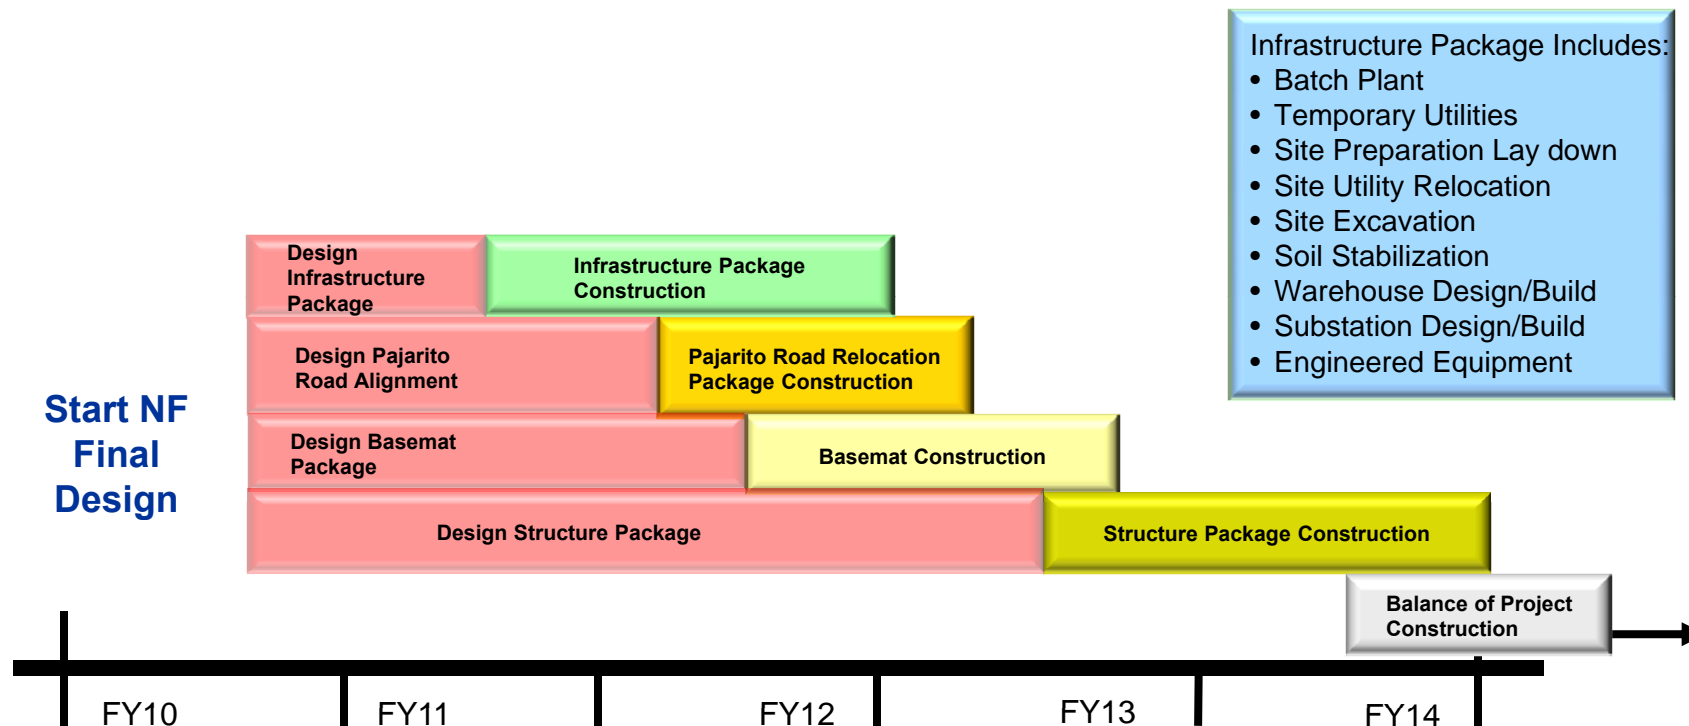 Infrastructure Package Includes:
• Batch Plant
• Temporary Utilities
• Site Preparation Lay down
• Site Utility Relocation
• Site Excavation
• Soil Stabilization
• Warehouse Design/Build
• Substation Design/Build
• Engineered Equipment
Design
Infrastructure
Package
Infrastructure Package
Construction
Design Pajarito
Road Alignment
Pajarito Road Relocation
Package Construction
Start NF
Final
Design
Design Basemat
Package
Basemat Construction
Design Structure Package
Structure Package Construction
Balance of Project
Construction
FY10
FY11
FY12
FY13
FY14